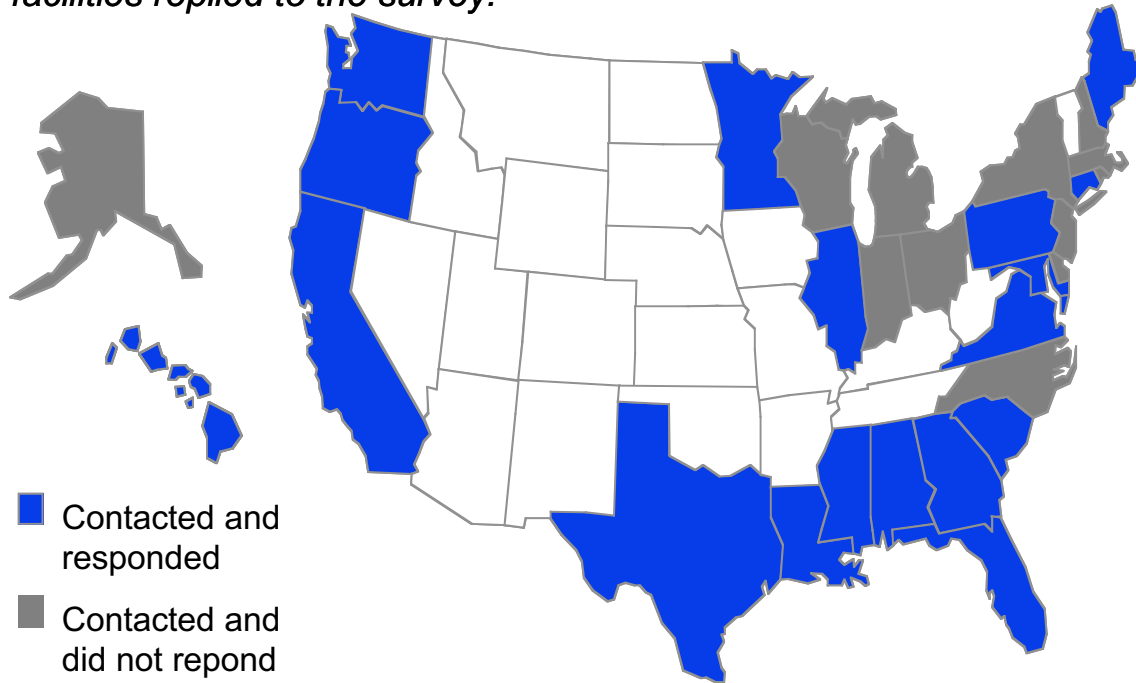 facilities replied to the survey.
Contacted and
responded
Contacted and
did not repond